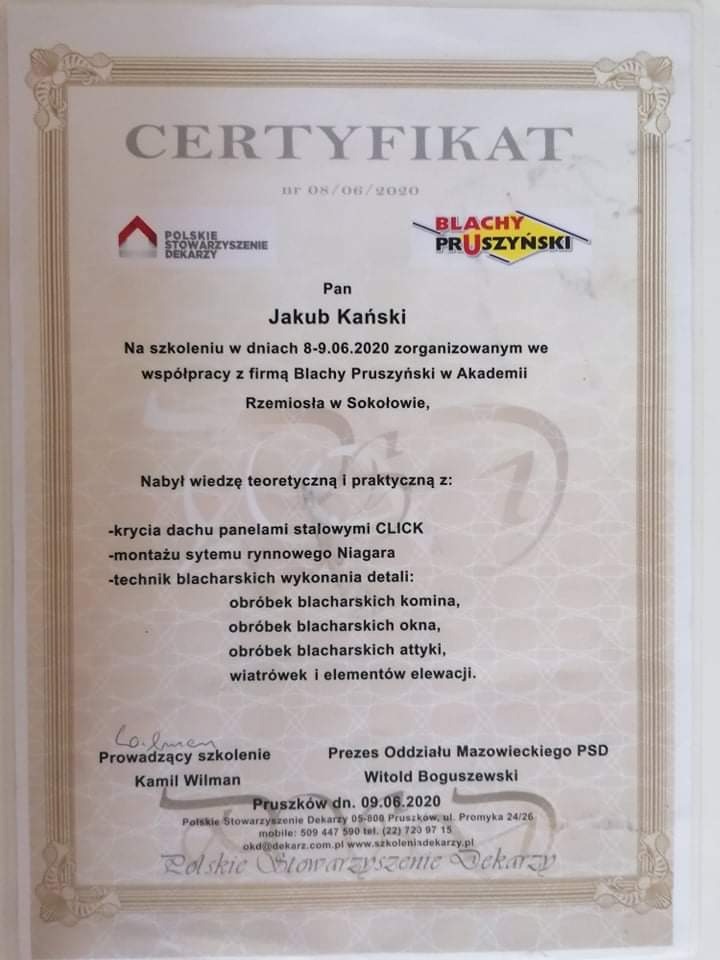 CERTYFIKAT
nr 08/06/2020
POLSKIE
STOWARZYSZENIE
DEKARZY
BLACHY
PRUSZYŃSKI
Pan
Jakub Kański
Na szkoleniu w dniach 8-9.06.2020 zorganizowanym we
współpracy z firmą Blachy Pruszyński w Akademii
Rzemiosła w Sokołowie,
Nabył wiedzę teoretyczną i praktyczną z:
-krycia dachu panelami stalowymi CLICK
-montażu sytemu rynnowego Niagara
-technik blacharskich wykonania detali:
obróbek blacharskich komina,
obróbek blacharskich okna,
obróbek blacharskich attyki,
wiatrówek i elementów elewacji.
Prowadzący szkolenie
Kamil Wilman
Prezes Oddziału Mazowieckiego PSD
Witold Boguszewski
Pruszków dn. 09.06.2020
Polskie Stowarzyszenie Dekarzy 05-800 Pruszków, ul. Promyka 24/26
mobile: 509 447 590 tel. (22) 720 97 15
okd@dekarz.com.pl www.szkoleniadekarzy.pl
Polskie Stowarzyszenie Dekarzy